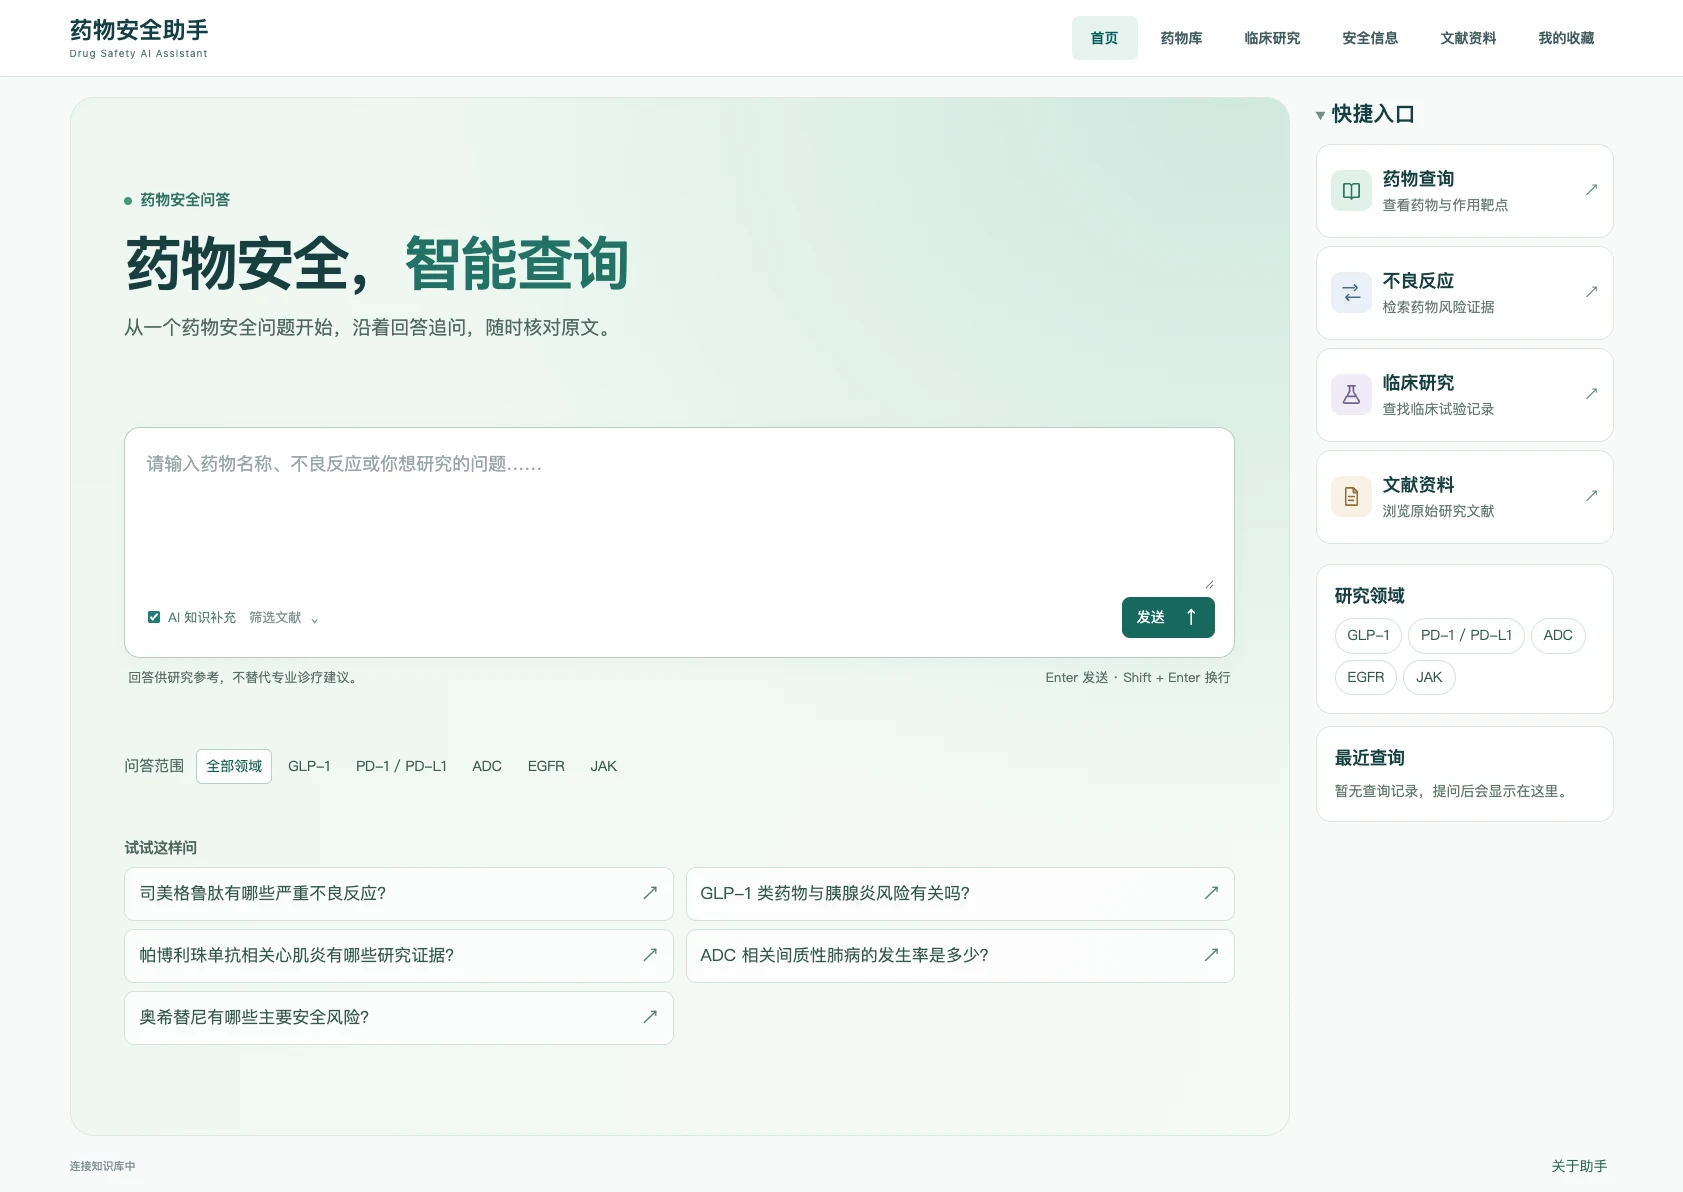 药物安全助手
Drug Safety AI Assistant
首页
药物库
临床研究
安全信息
文献资料
我的收藏
药物安全问答
药物安全，智能查询
从一个药物安全问题开始，沿着回答追问，随时核对原文。
请输入药物名称、不良反应或你想研究的问题……
AI 知识补充
筛选文献
发送
回答供研究参考，不替代专业诊疗建议。
Enter 发送 · Shift + Enter 换行
问答范围
全部领域
GLP-1
PD-1 / PD-L1
ADC
EGFR
JAK
试试这样问
司美格鲁肽有哪些严重不良反应？
GLP-1 类药物与胰腺炎风险有关吗？
帕博利珠单抗相关心肌炎有哪些研究证据？
ADC 相关间质性肺病的发生率是多少？
奥希替尼有哪些主要安全风险？
快捷入口
药物查询
查看药物与作用靶点
不良反应
检索药物风险证据
临床研究
查找临床试验记录
文献资料
浏览原始研究文献
研究领域
GLP-1
PD-1 / PD-L1
ADC
EGFR
JAK
最近查询
暂无查询记录，提问后会显示在这里。
连接知识库中
关于助手